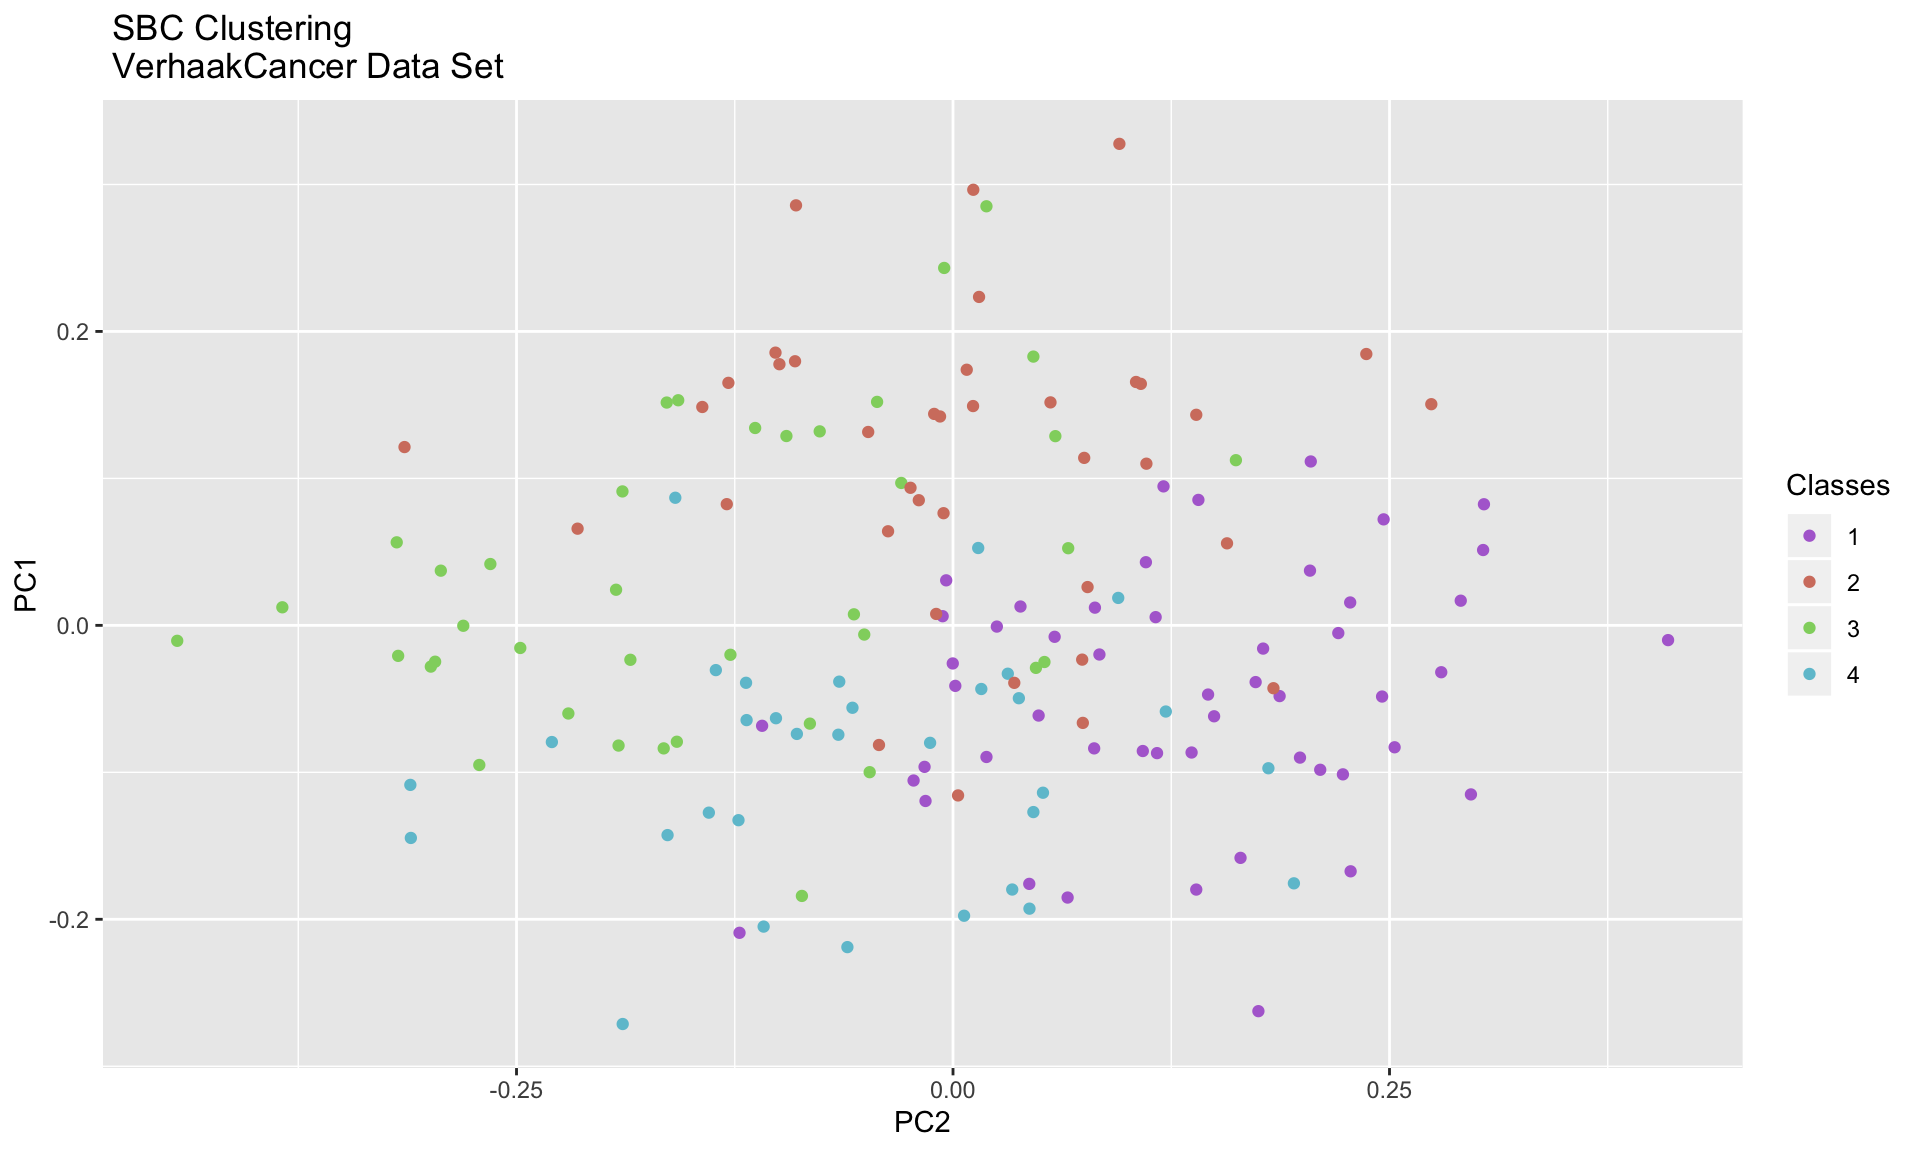 SBC Clustering
VerhaakCancer Data Set
PC1
0.2
0.0
-0.2
-0.25
0.00
0.25
PC2
Classes
1
2
3
4